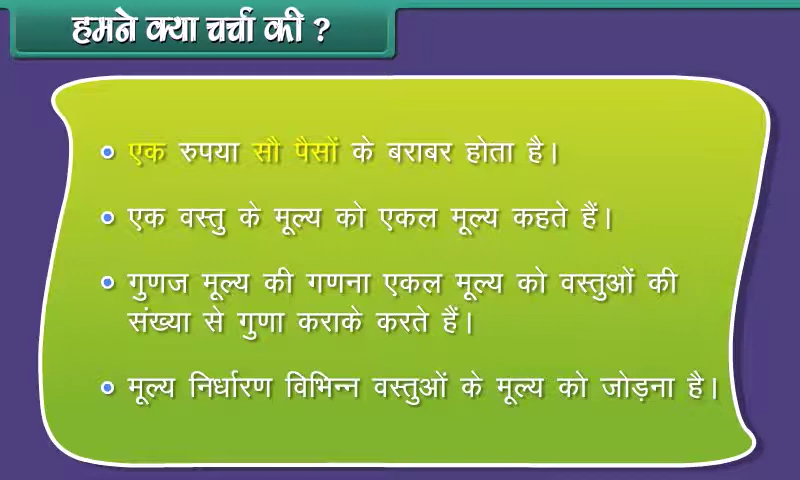 हमने क्या चर्चा की ?
एक रुपया सौ पैसों के बराबर होता है।
एक वस्तु के मूल्य को एकल मूल्य कहते हैं।
गुणज मूल्य की गणना एकल मूल्य को वस्तुओं की
संख्या से गुणा कराके करते हैं।
मूल्य निर्धारण विभिन्न वस्तुओं के मूल्य को जोड़ना है।